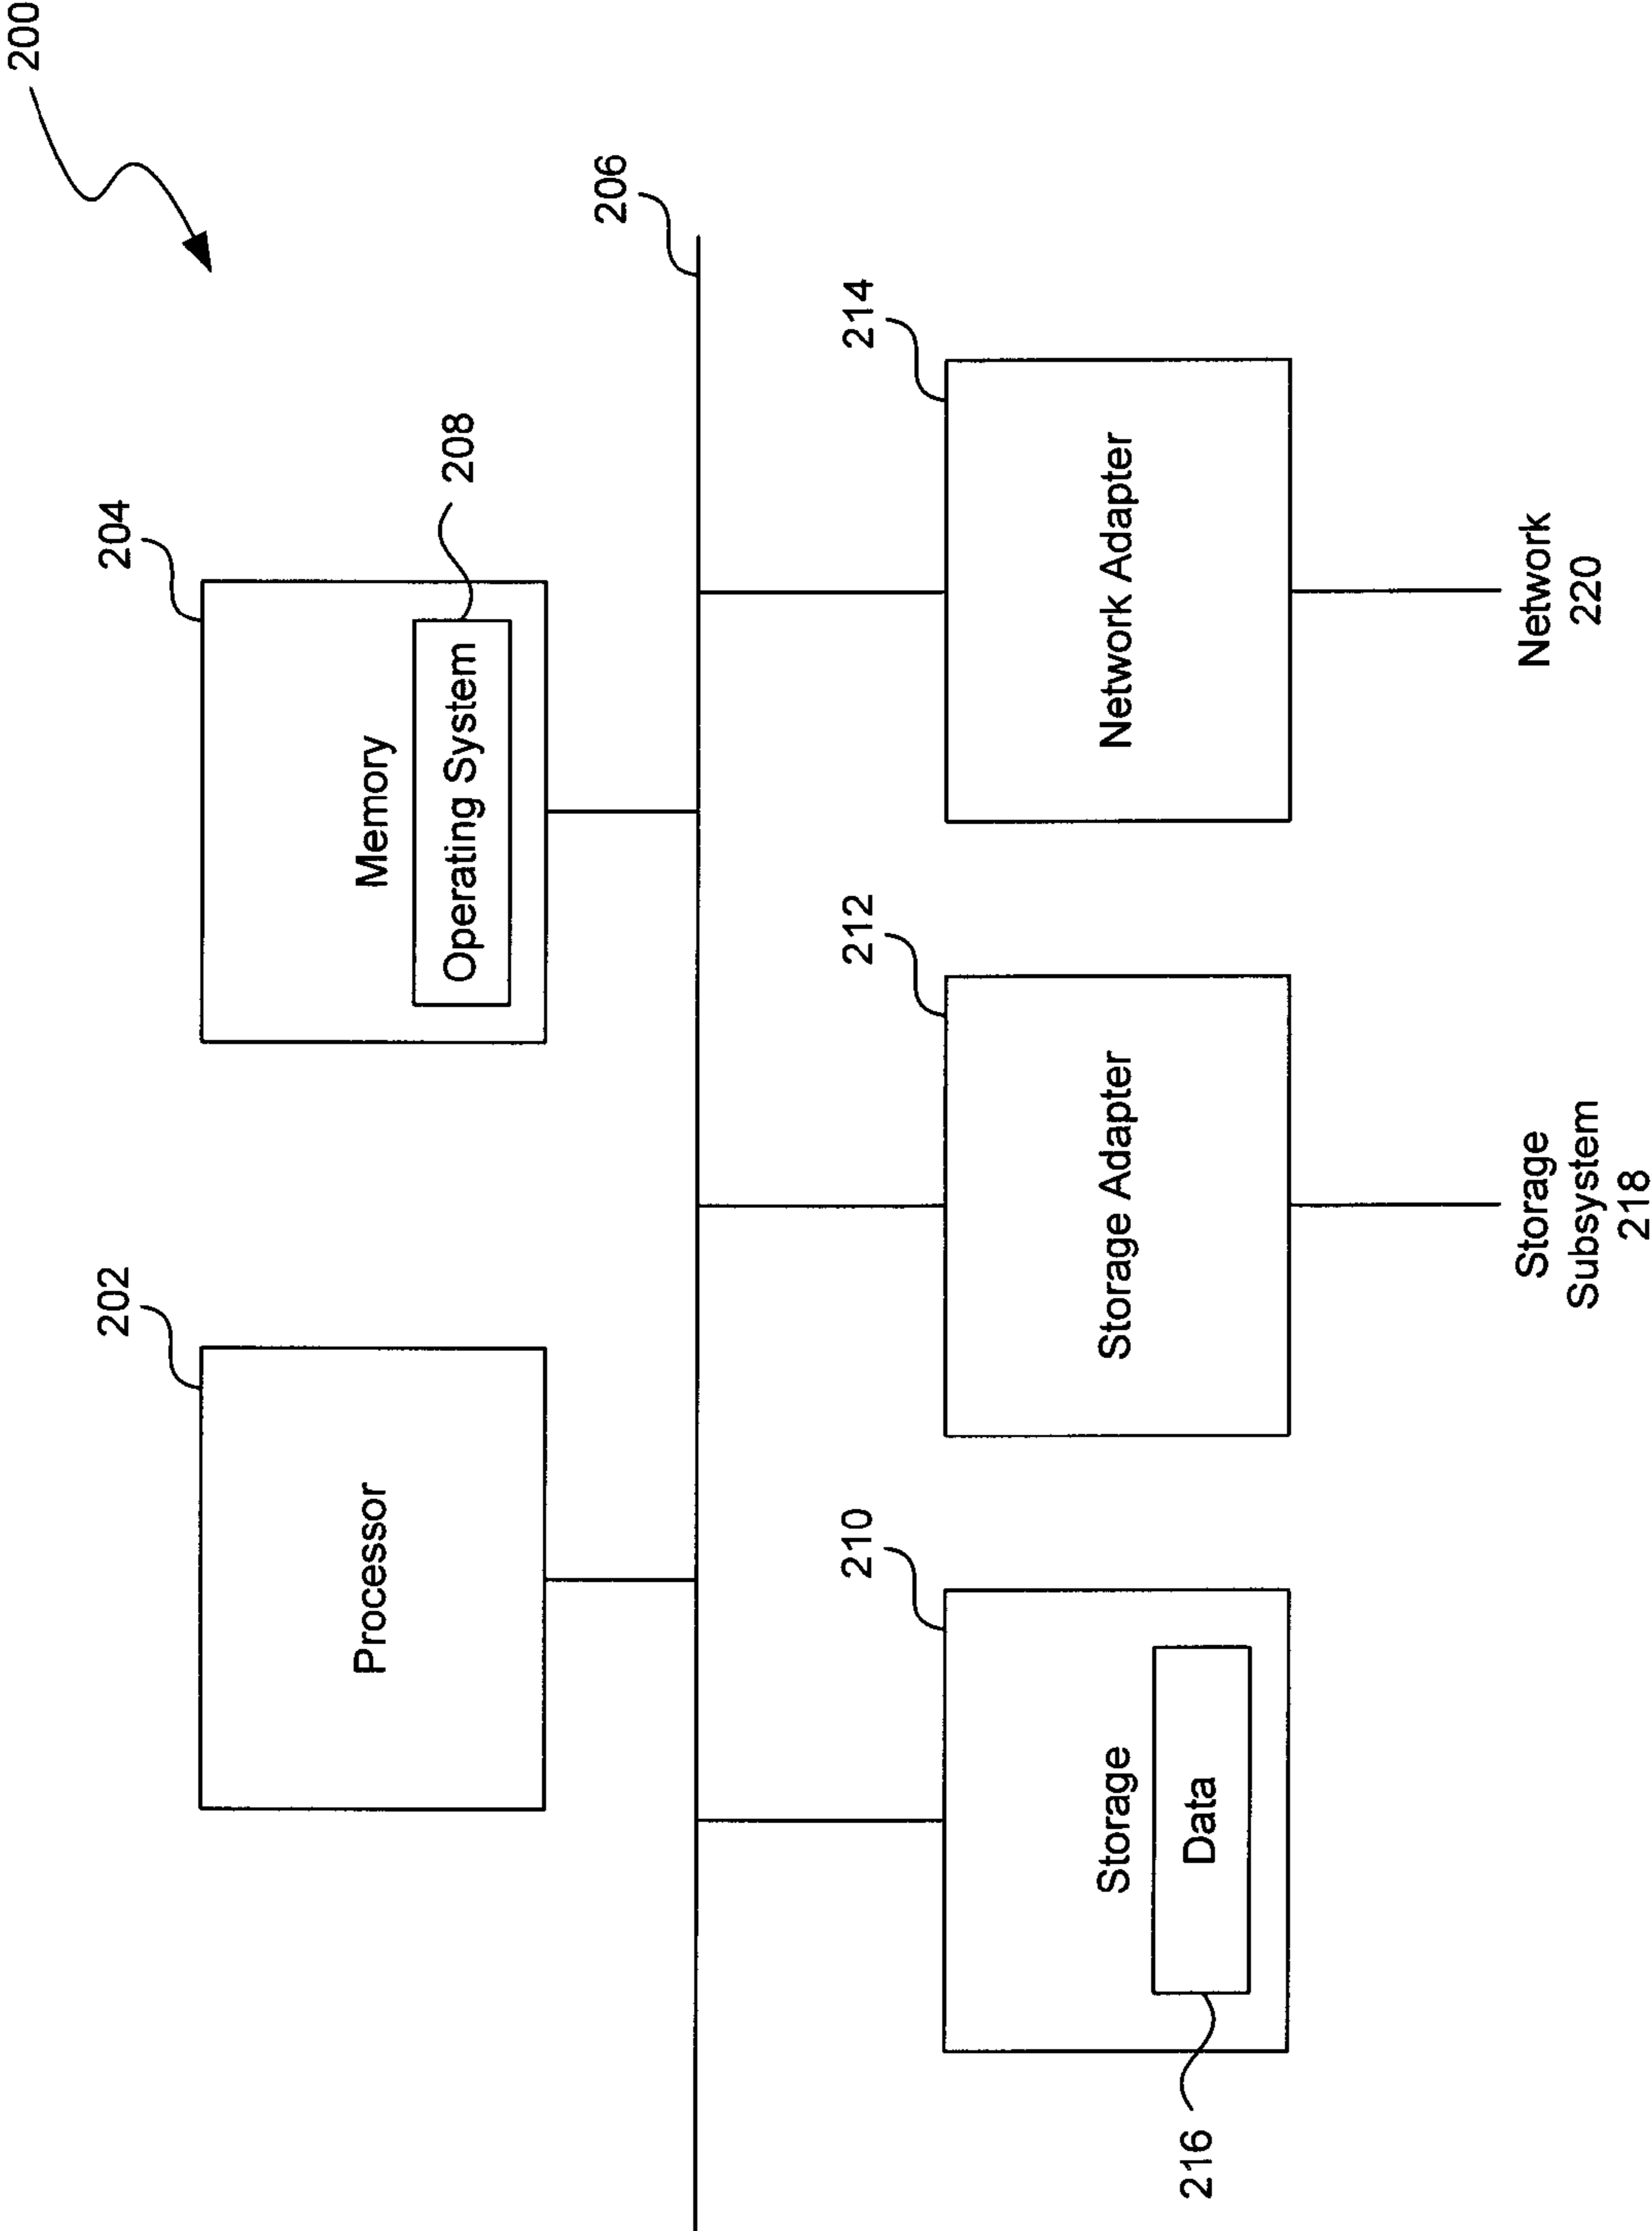 200
202
Processor
204
Memory
Operating System
208
206
210
Storage
Data
216
212
Storage Adapter
214
Network Adapter
Storage
Subsystem
218
Network
220